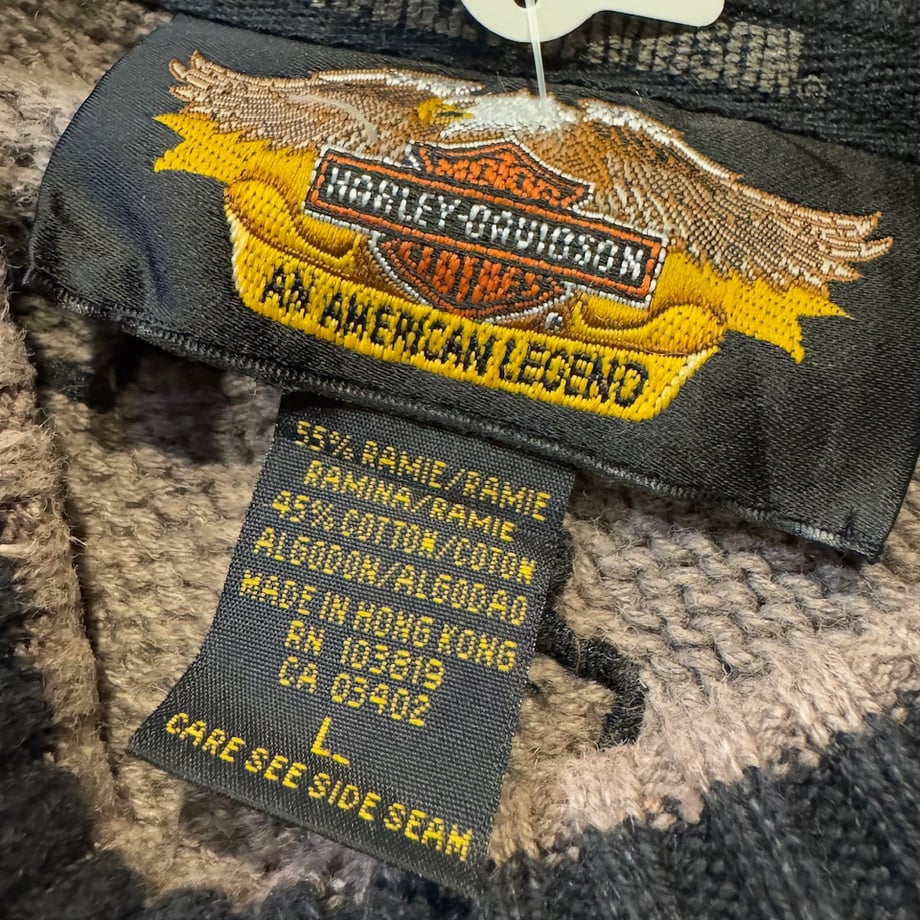 HARLEY-DAVIDSON
AN AMERICAN LEGEND
55% RAMIE/RAMIE
RAMINA/RAMIE
45% COTTON/COTON
ALGODON/ALGODAO
MADE IN HONG KONG
RN 103819
CA 03402
L
CARE SEE SIDE SEAM